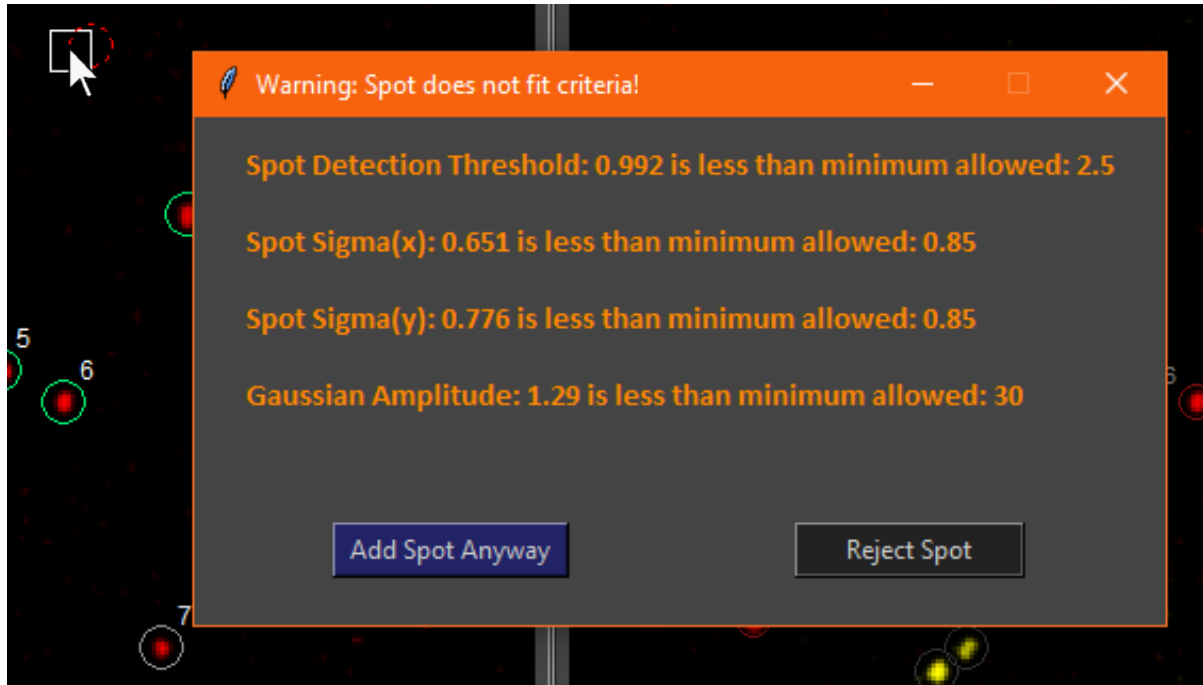 Warning: Spot does not fit criteria!
Spot Detection Threshold: 0.992 is less than minimum allowed: 2.5
Spot Sigma(x): 0.651 is less than minimum allowed: 0.85
Spot Sigma(y): 0.776 is less than minimum allowed: 0.85
5
6
6
Gaussian Amplitude: 1.29 is less than minimum allowed: 30
Add Spot Anyway
Reject Spot
7